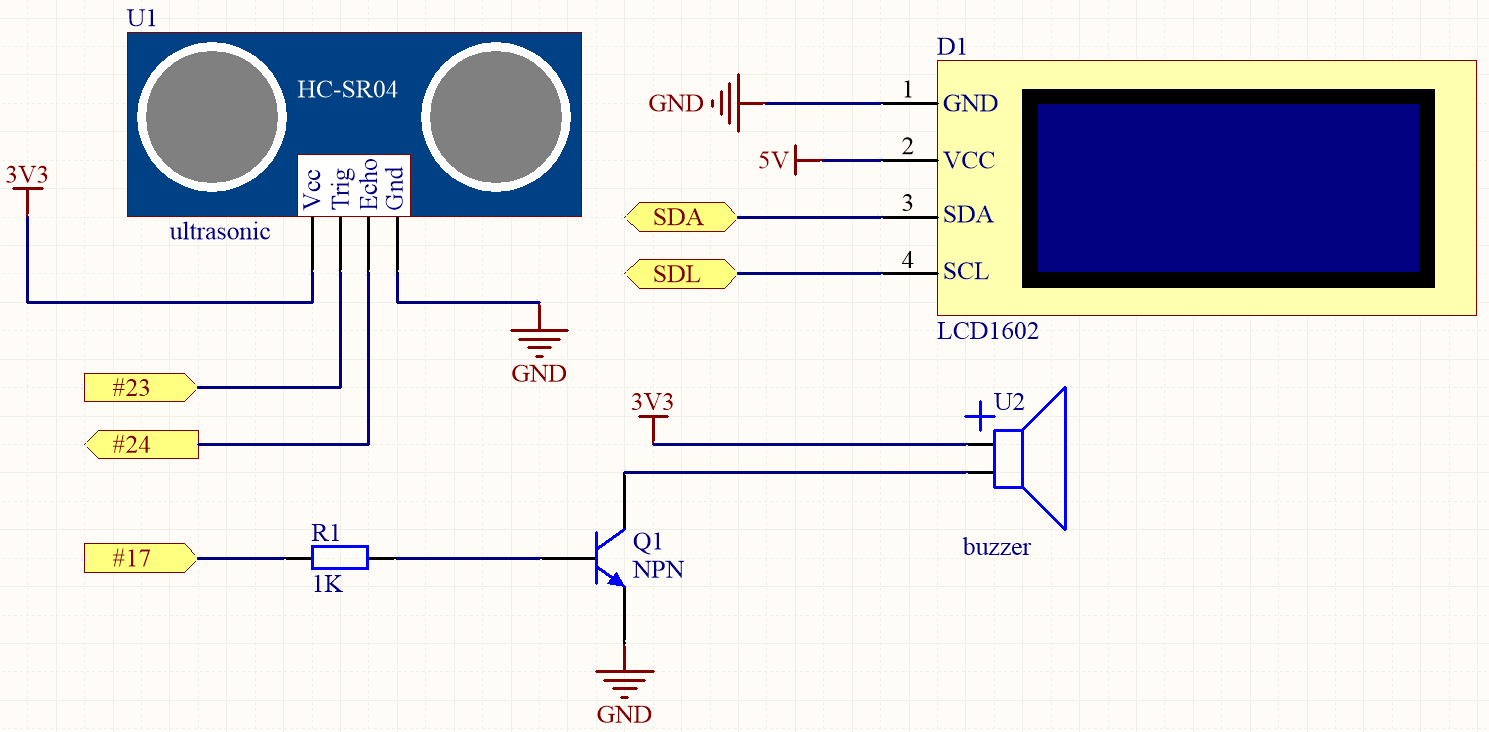 U1
HC-SR04
Vcc
Trig
Echo
Gnd
ultrasonic
3V3
GND
#23
#24
D1
GND
1
GND
5V
2
VCC
SDA
3
SDA
SDL
4
SCL
LCD1602
3V3
U2
buzzer
#17
R1
1K
Q1
NPN
GND